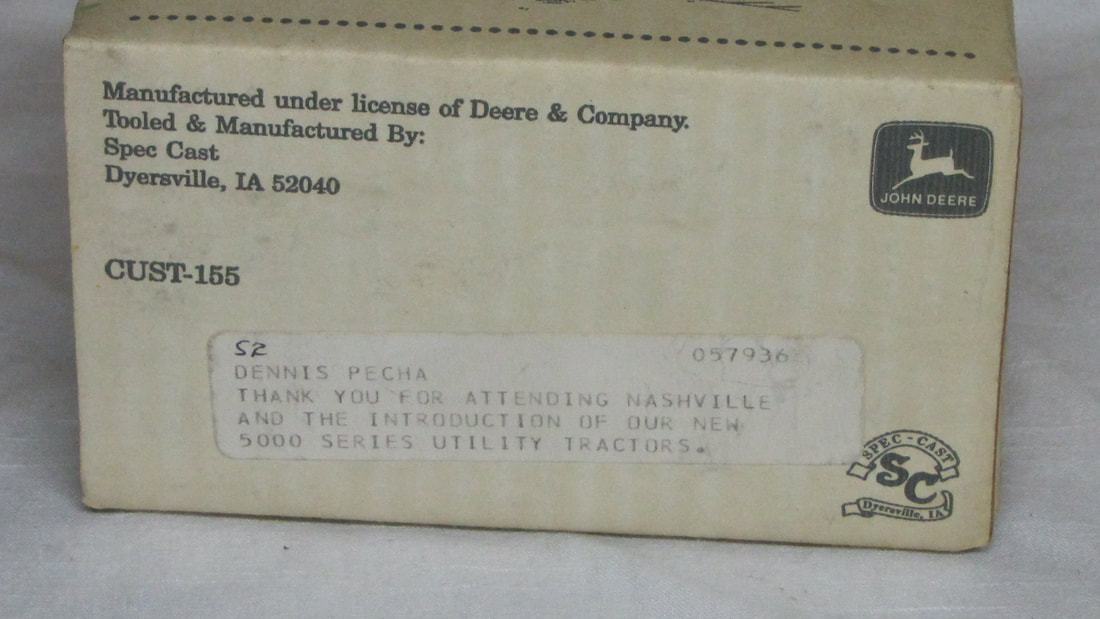 Manufactured under license of Deere & Company.
Tooled & Manufactured By:
Spec Cast
Dyersville, IA 52040
JOHN DEERE
CUST-155
52 057936
DENNIS PECHA
THANK YOU FOR ATTENDING NASHVILLE
AND THE INTRODUCTION OF OUR NEW
5000 SERIES UTILITY TRACTORS.
SPEC-CAST
SC
Dyersville, IA